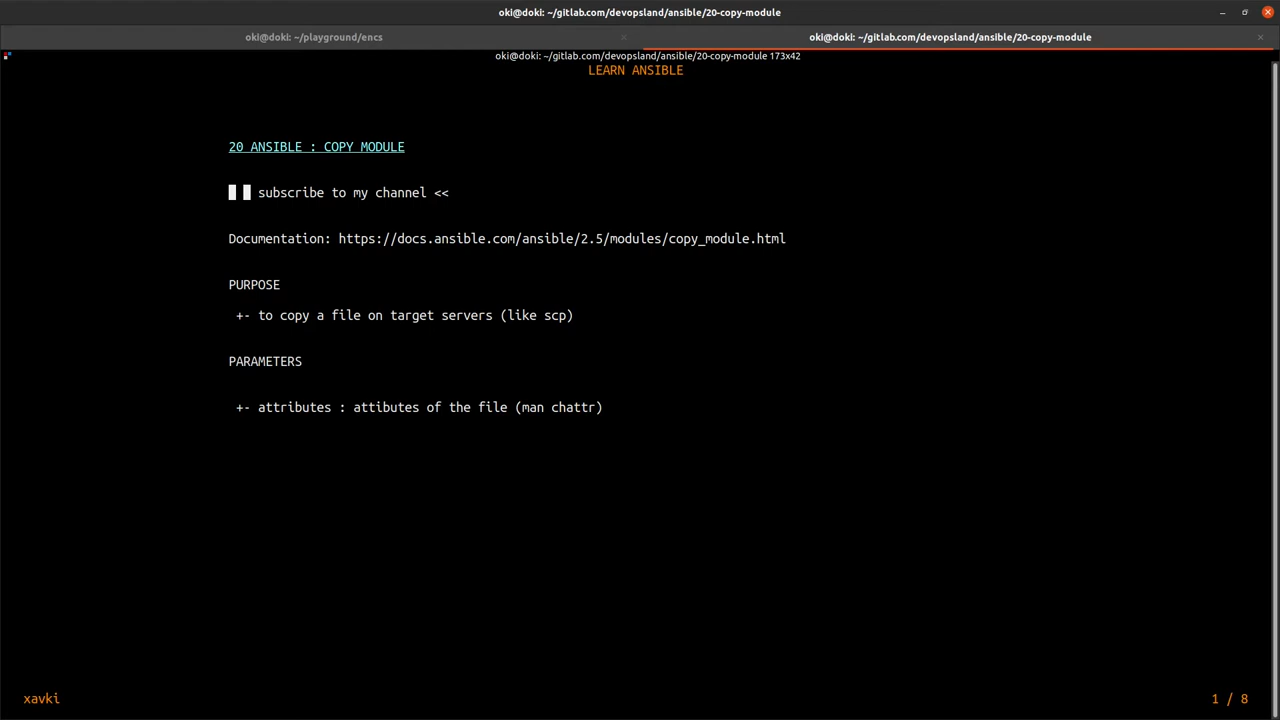 oki@doki: ~/gitlab.com/devopsland/ansible/20-copy-module
oki@doki: ~/playground/encs
oki@doki: ~/gitlab.com/devopsland/ansible/20-copy-module
oki@doki: ~/gitlab.com/devopsland/ansible/20-copy-module 173x42
LEARN ANSIBLE
20 ANSIBLE : COPY MODULE
subscribe to my channel <<
Documentation: https://docs.ansible.com/ansible/2.5/modules/copy_module.html
PURPOSE
+- to copy a file on target servers (like scp)
PARAMETERS
+- attributes : attibutes of the file (man chattr)
xavki
1 / 8